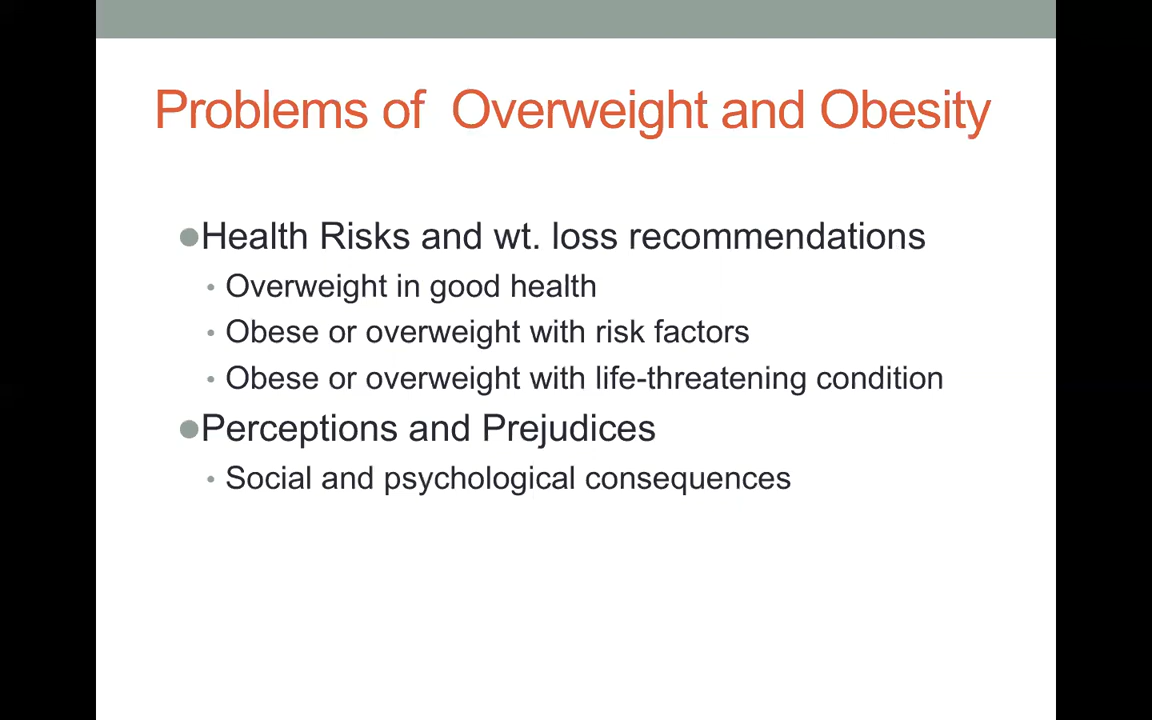 Problems of  Overweight and Obesity
●Health Risks and wt. loss recommendations
• Overweight in good health
• Obese or overweight with risk factors
• Obese or overweight with life-threatening condition
●Perceptions and Prejudices
• Social and psychological consequences